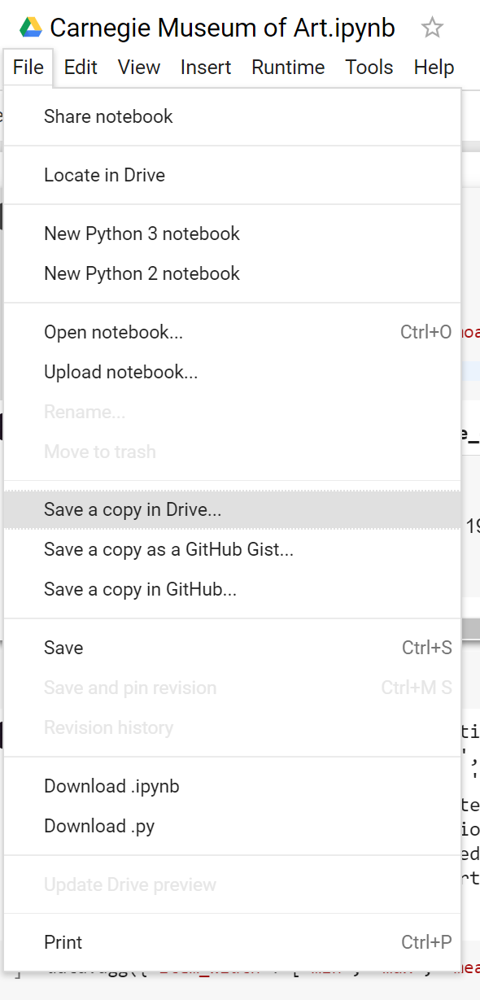 Carnegie Museum of Art.ipynb
File Edit View Insert Runtime Tools Help
Share notebook
Locate in Drive
New Python 3 notebook
New Python 2 notebook
Open notebook... Ctrl+O
Upload notebook...
Rename...
Move to trash
Save a copy in Drive...
Save a copy as a GitHub Gist...
Save a copy in GitHub...
Save Ctrl+S
Save and pin revision Ctrl+M S
Revision history
Download .ipynb
Download .py
Update Drive preview
Print Ctrl+P